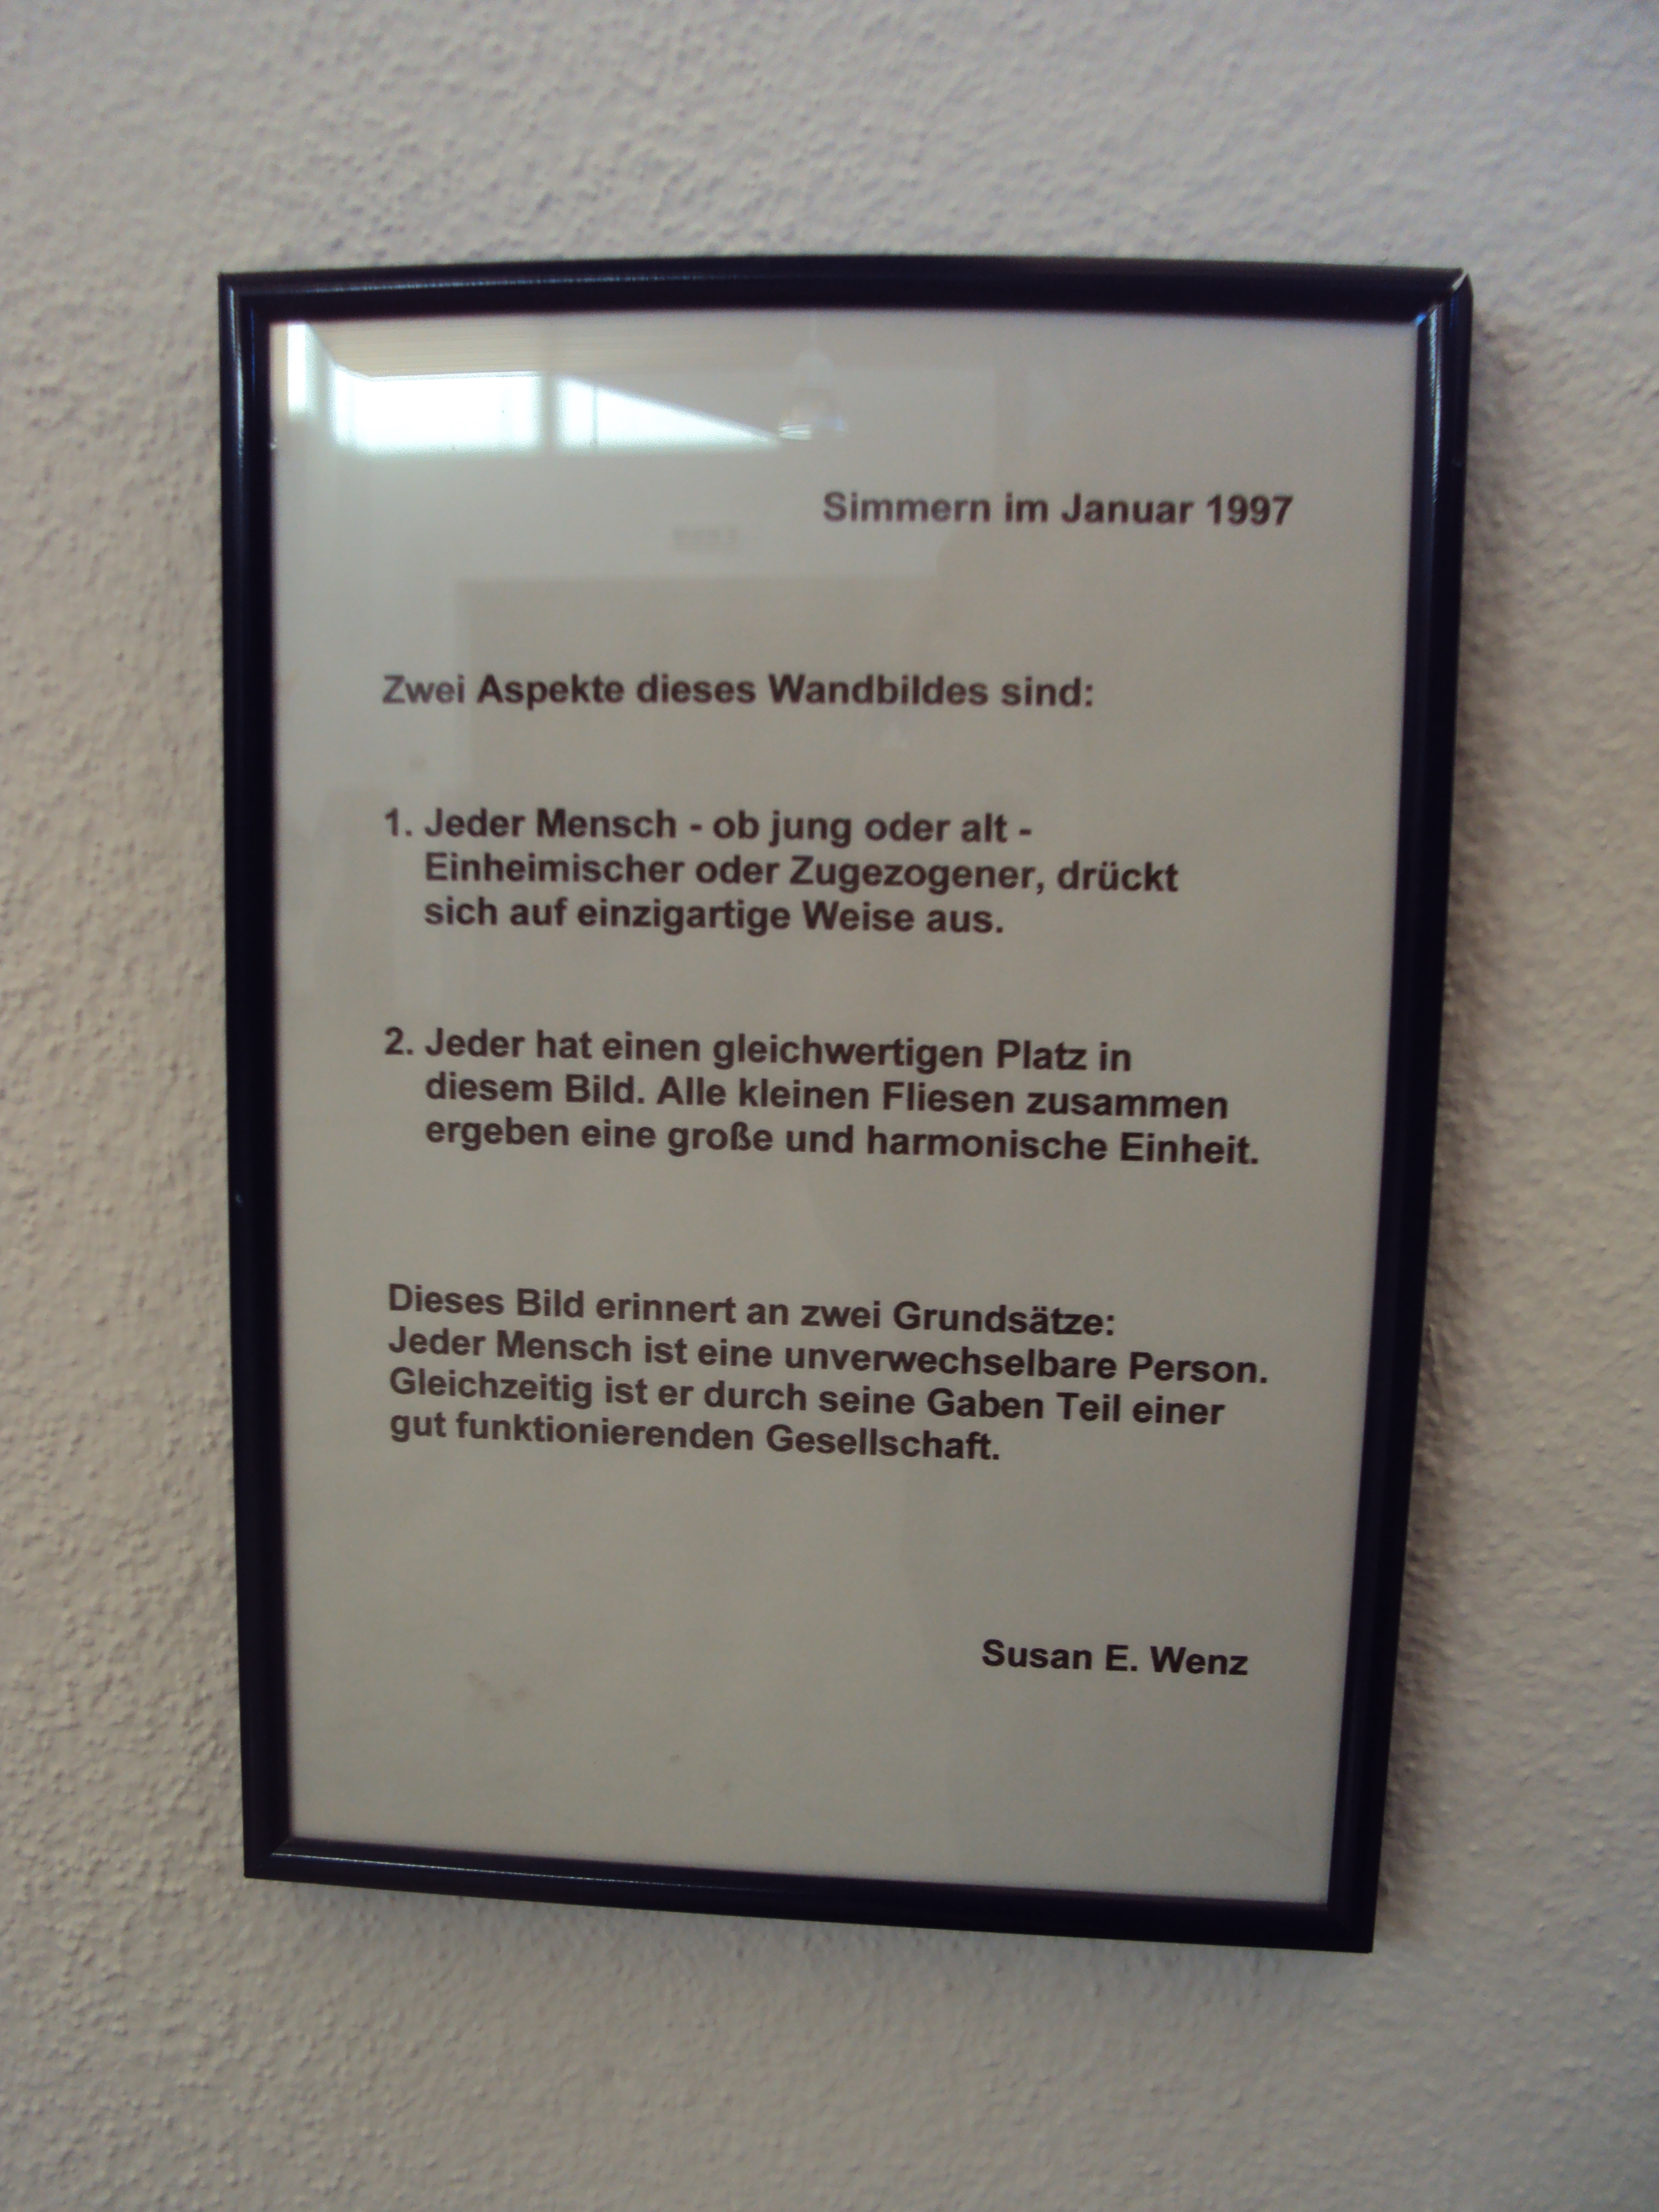 Simmern im Januar 1997
Zwei Aspekte dieses Wandbildes sind:
1. Jeder Mensch - ob jung oder alt -
Einheimischer oder Zugezogener, drückt
sich auf einzigartige Weise aus.
2. Jeder hat einen gleichwertigen Platz in
diesem Bild. Alle kleinen Fliesen zusammen
ergeben eine große und harmonische Einheit.
Dieses Bild erinnert an zwei Grundsätze:
Jeder Mensch ist eine unverwechselbare Person.
Gleichzeitig ist er durch seine Gaben Teil einer
gut funktionierenden Gesellschaft.
Susan E. Wenz